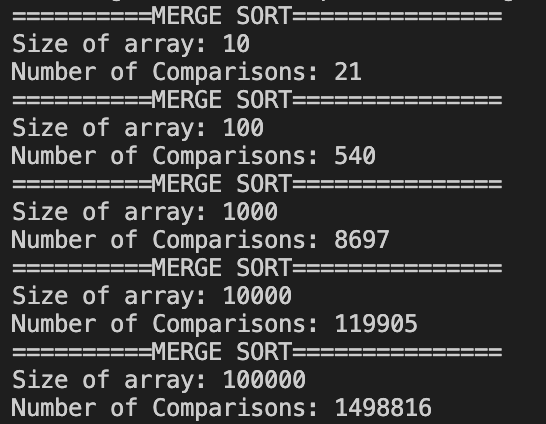 ==========MERGE SORT===============
Size of array: 10
Number of Comparisons: 21
==========MERGE SORT===============
Size of array: 100
Number of Comparisons: 540
==========MERGE SORT===============
Size of array: 1000
Number of Comparisons: 8697
==========MERGE SORT===============
Size of array: 10000
Number of Comparisons: 119905
==========MERGE SORT===============
Size of array: 100000
Number of Comparisons: 1498816